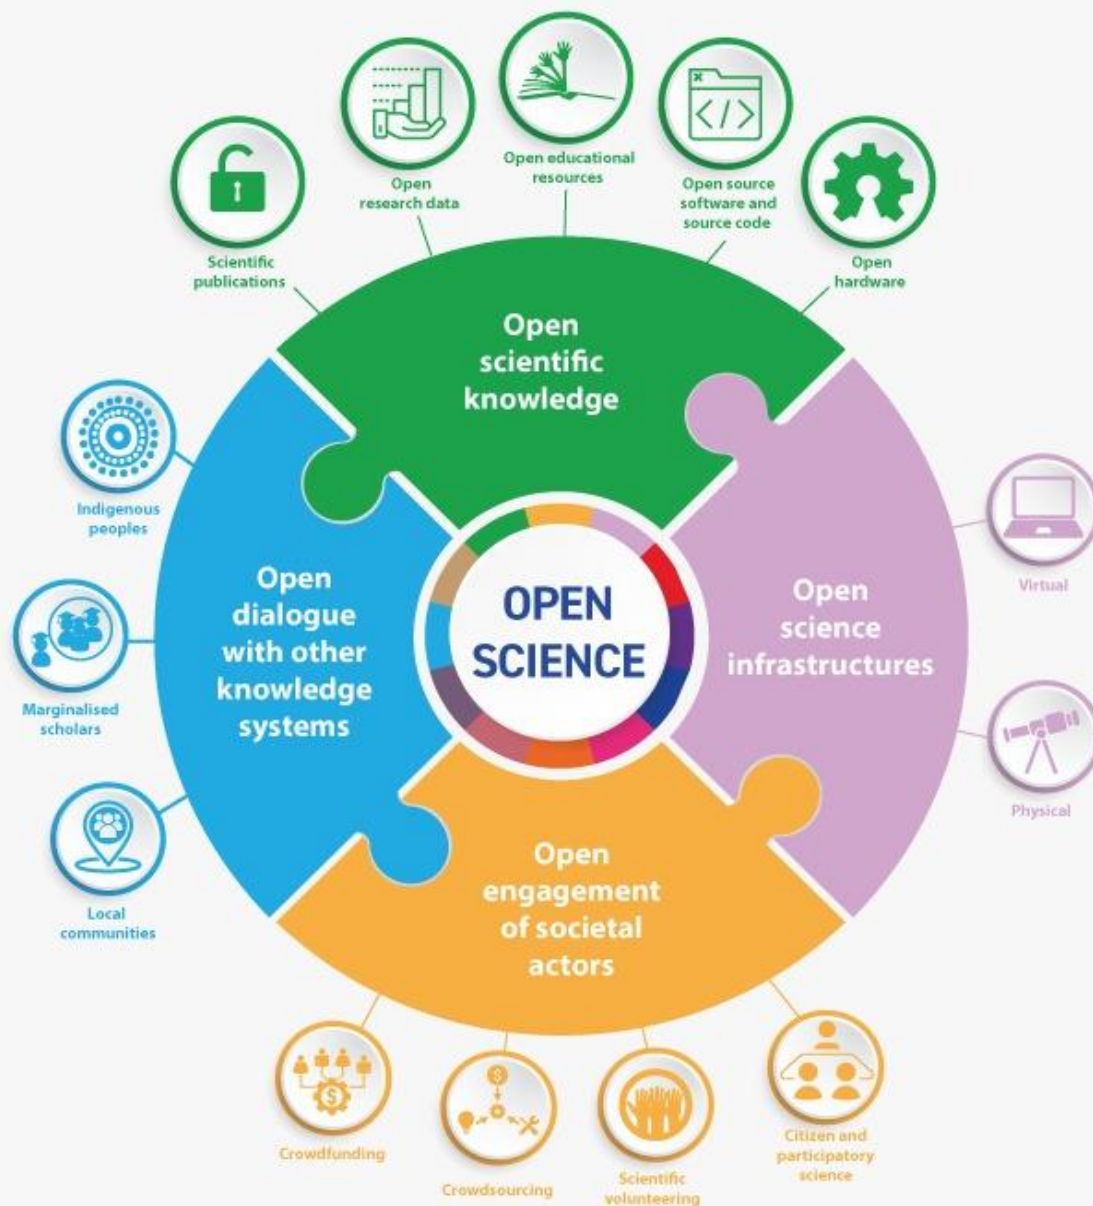 Scientific
publications
Open
research data
Open educational
resources
Open source
software and
source code
</>
Open
hardware
Open
scientific
knowledge
Indigenous
peoples
Marginalised
scholars
Local
communities
Open
dialogue
with other
knowledge
systems
OPEN
SCIENCE
Open
science
infrastructures
Virtual
Physical
Open
engagement
of societal
actors
$
Crowdfunding
$
Crowdsourcing
Scientific
volunteering
Citizen and
participatory
science